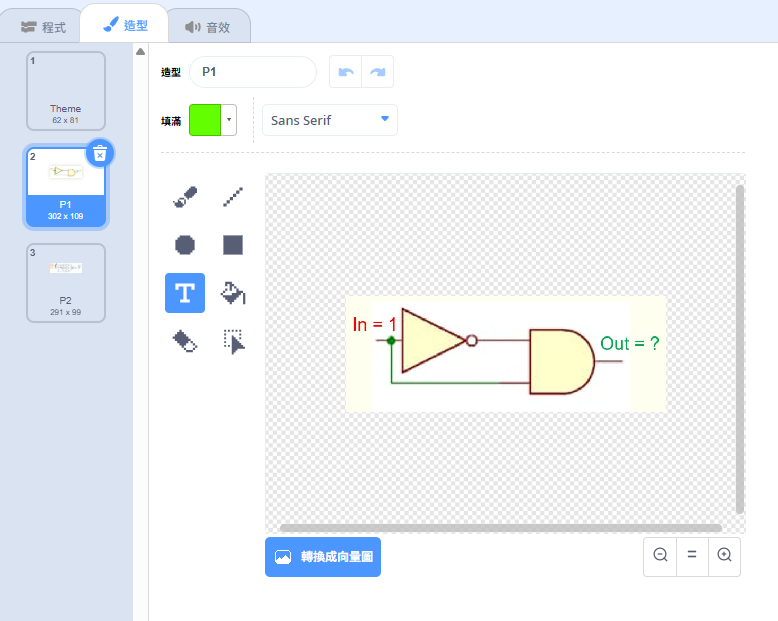 程式
造型
音效
1
Theme
62 x 81
2
P1
302 x 109
3
P2
291 x 99
造型
P1
填滿
Sans Serif
T
In = 1
Out = ?
轉換成向量圖